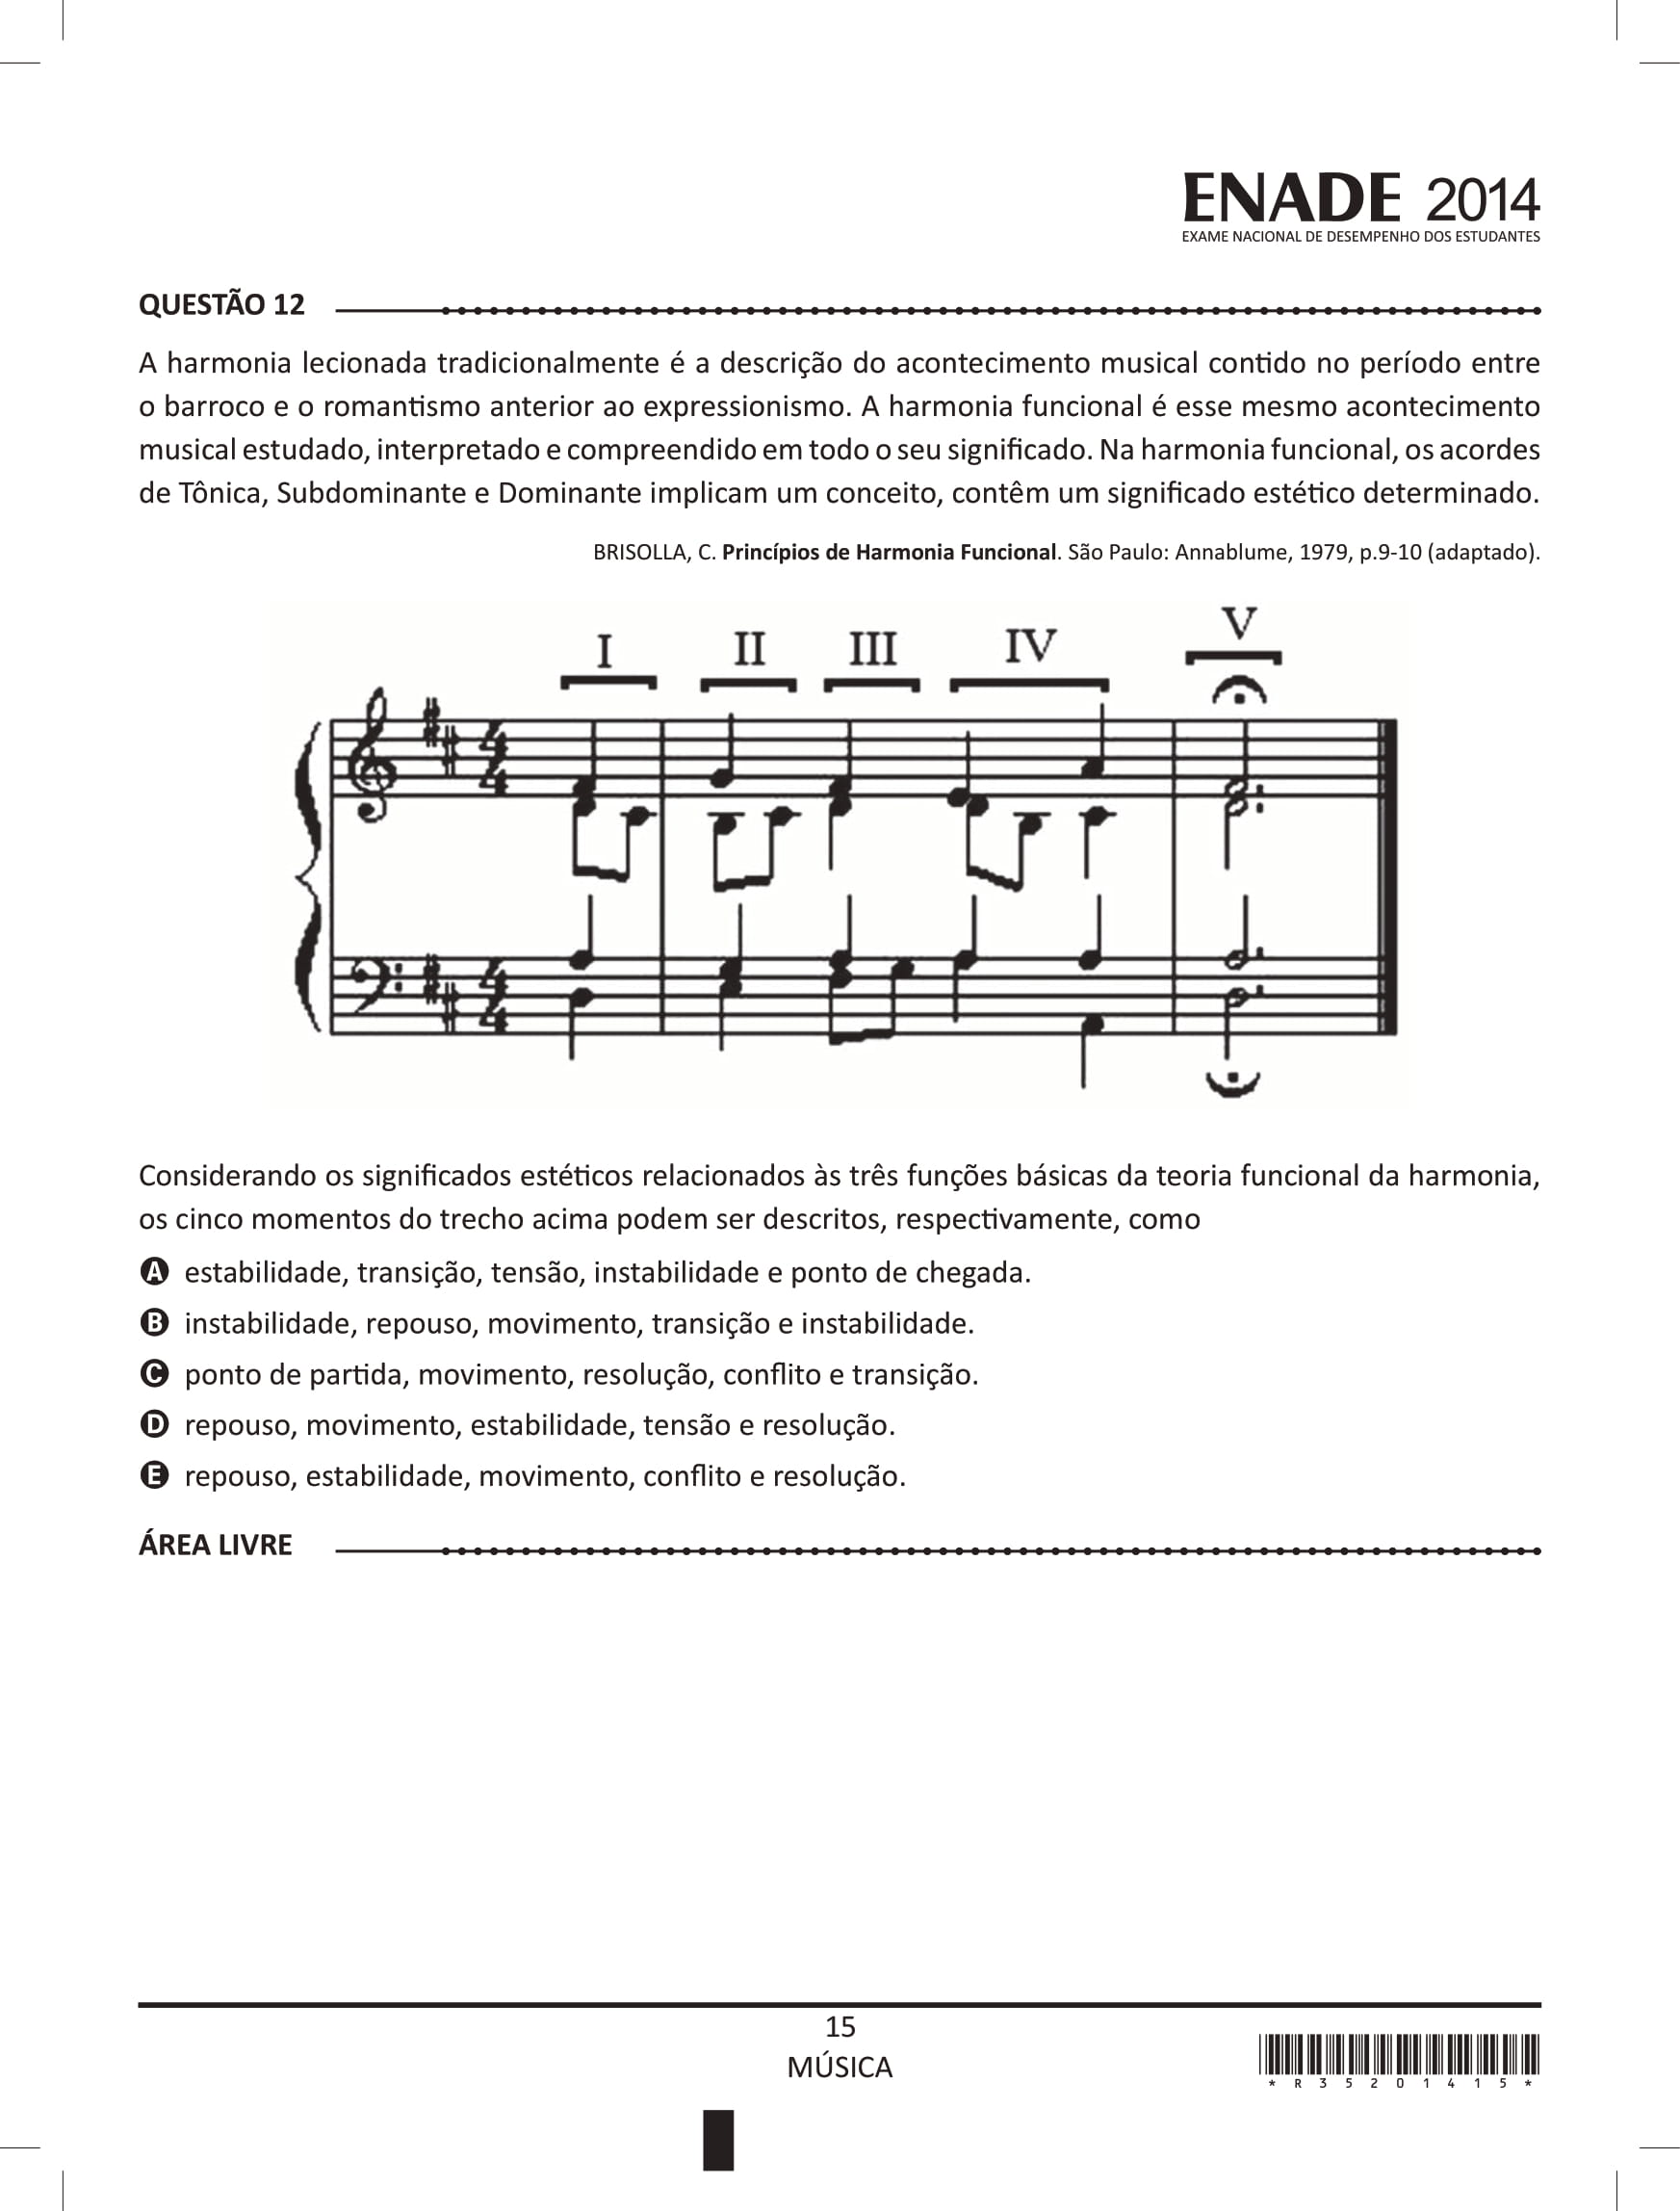 ENADE 2014
EXAME NACIONAL DE DESEMPENHO DOS ESTUDANTES
QUESTÃO 12
A harmonia lecionada tradicionalmente é a descrição do acontecimento musical contido no período entre
o barroco e o romantismo anterior ao expressionismo. A harmonia funcional é esse mesmo acontecimento
musical estudado, interpretado e compreendido em todo o seu significado. Na harmonia funcional, os acordes
de Tônica, Subdominante e Dominante implicam um conceito, contêm um significado estético determinado.
BRISOLLA, C. Princípios de Harmonia Funcional. São Paulo: Annablume, 1979, p.9-10 (adaptado).
I II III IV V
4 4
4 4
Considerando os significados estéticos relacionados às três funções básicas da teoria funcional da harmonia,
os cinco momentos do trecho acima podem ser descritos, respectivamente, como
A estabilidade, transição, tensão, instabilidade e ponto de chegada.
B instabilidade, repouso, movimento, transição e instabilidade.
C ponto de partida, movimento, resolução, conflito e transição.
D repouso, movimento, estabilidade, tensão e resolução.
E repouso, estabilidade, movimento, conflito e resolução.
ÁREA LIVRE
15
MÚSICA
* R 3 5 2 0 1 4 1 5 *